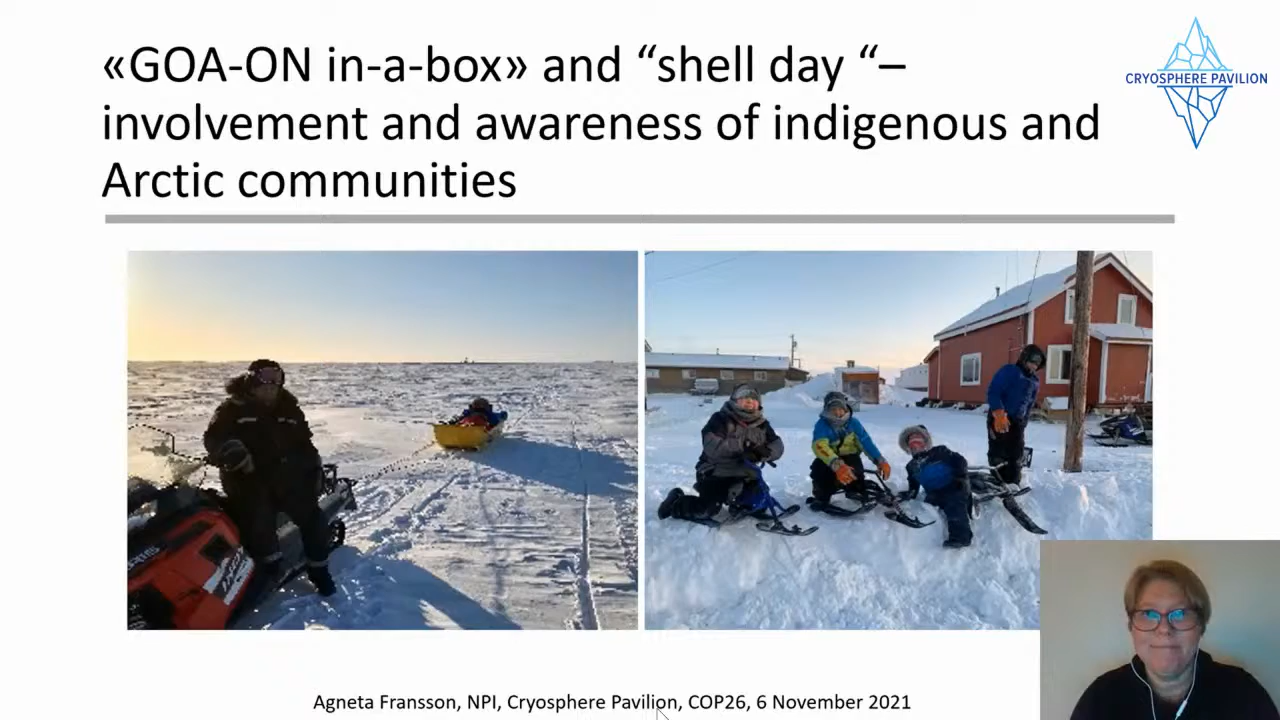 «GOA-ON in-a-box» and “shell day “–
involvement and awareness of indigenous and
Arctic communities
CRYOSPHERE PAVILION
Agneta Fransson, NPI, Cryosphere Pavilion, COP26, 6 November 2021